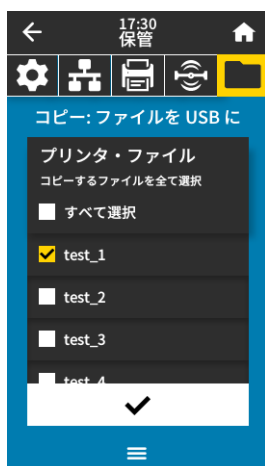 17:30
保管
コピー: ファイルを USB に
プリンタ・ファイル
コピーするファイルを全て選択
すべて選択
test_1
test_2
test_3
test_4